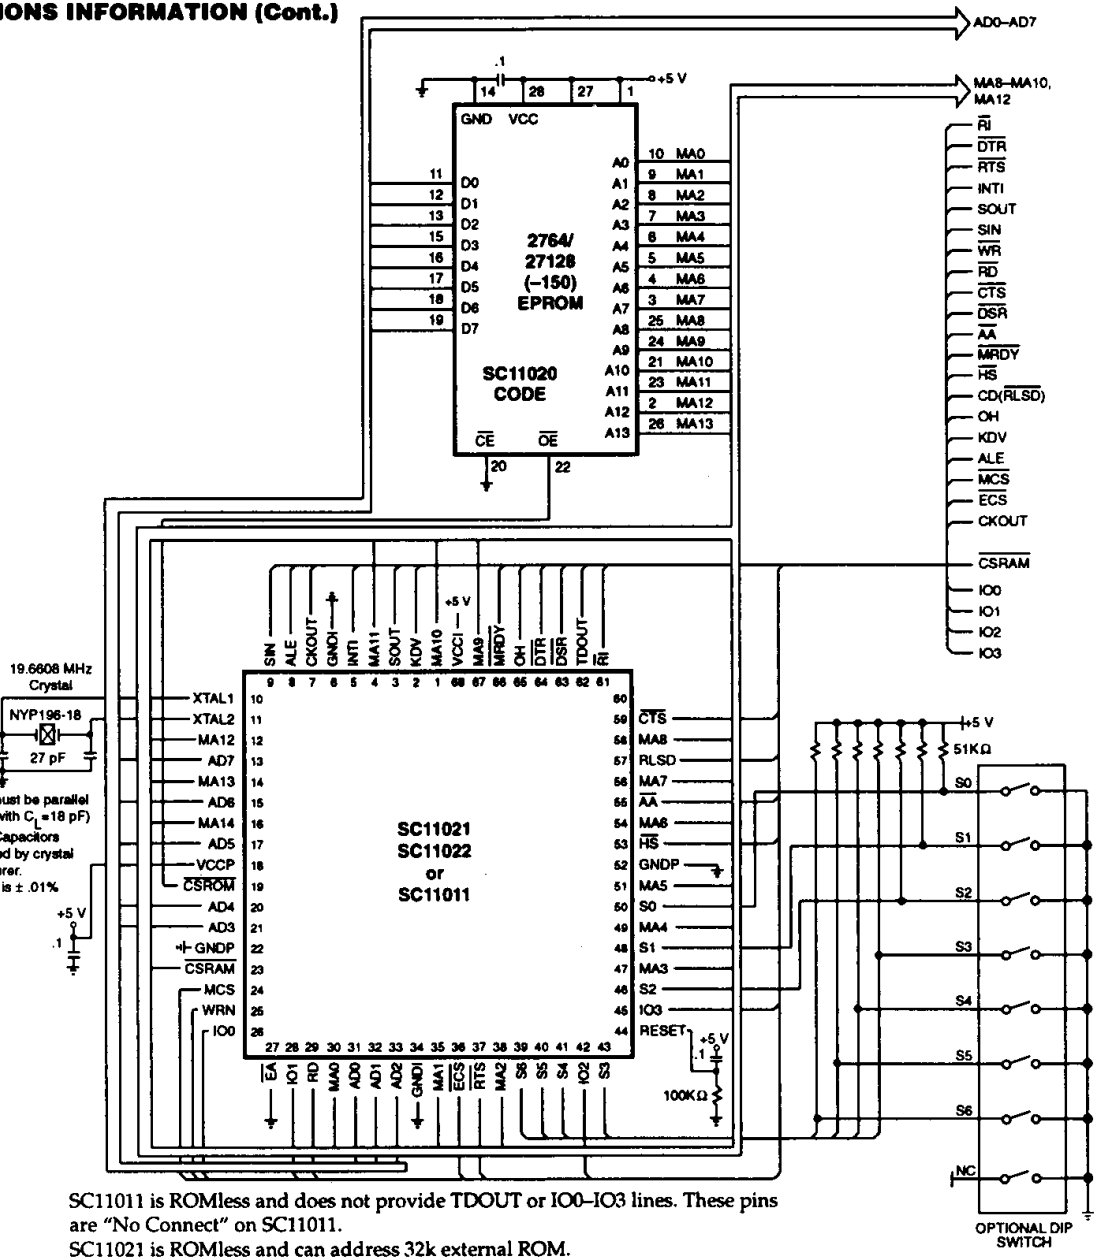 IONS INFORMATION (Cont.)
AD0–AD7
MA8–MA10,
MA12
.1
+5 V
14 28 27 1
GND VCC
11 D0
12 D1
13 D2
15 D3
16 D4
17 D5
18 D6
19 D7
A0 10 MA0
A1 9 MA1
A2 8 MA2
A3 7 MA3
A4 6 MA4
A5 5 MA5
A6 4 MA6
A7 3 MA7
A8 25 MA8
A9 24 MA9
A10 21 MA10
A11 23 MA11
A12 2 MA12
A13 26 MA13
2764/
27128
(–150)
EPROM
SC11020
CODE
CE OE
20 22
RI
DTR
RTS
INTI
SOUT
SIN
WR
RD
CTS
DSR
AA
MRDY
HS
CD(RLSD)
OH
KDV
ALE
MCS
ECS
CKOUT
CSRAM
IO0
IO1
IO2
IO3
+5 V
SIN ALE CKOUT GNDI INTI MA11 SOUT KDV MA10 VCCI MA9 MRDY OH DTR DSR TDOUT RI
9 8 7 6 5 4 3 2 1 68 67 66 65 64 63 62 61
19.6608 MHz
Crystal
NYP196-18
27 pF
must be parallel
with CL=18 pF)
Capacitors
ed by crystal
rer.
is ± .01%
+5 V
.1
XTAL1 10
XTAL2 11
MA12 12
AD7 13
MA13 14
AD6 15
MA14 16
AD5 17
VCCP 18
CSROM 19
AD4 20
AD3 21
GNDP 22
CSRAM 23
MCS 24
WRN 25
IO0 26
SC11021
SC11022
or
SC11011
60
59 CTS
58 MA8
57 RLSD
56 MA7
55 AA
54 MA6
53 HS
52 GNDP
51 MA5
50 S0
49 MA4
48 S1
47 MA3
46 S2
45 IO3
44 RESET
27 28 29 30 31 32 33 34 35 36 37 38 39 40 41 42 43
EA IO1 RD MA0 AD0 AD1 AD2 GNDI MA1 ECS RTS MA2 S6 S5 S4 IO2 S3
+5 V
.1
100KΩ
+5 V
51KΩ
S0
S1
S2
S3
S4
S5
S6
NC
OPTIONAL DIP
SWITCH
SC11011 is ROMless and does not provide TDOUT or IO0–IO3 lines. These pins
are “No Connect” on SC11011.
SC11021 is ROMless and can address 32k external ROM.